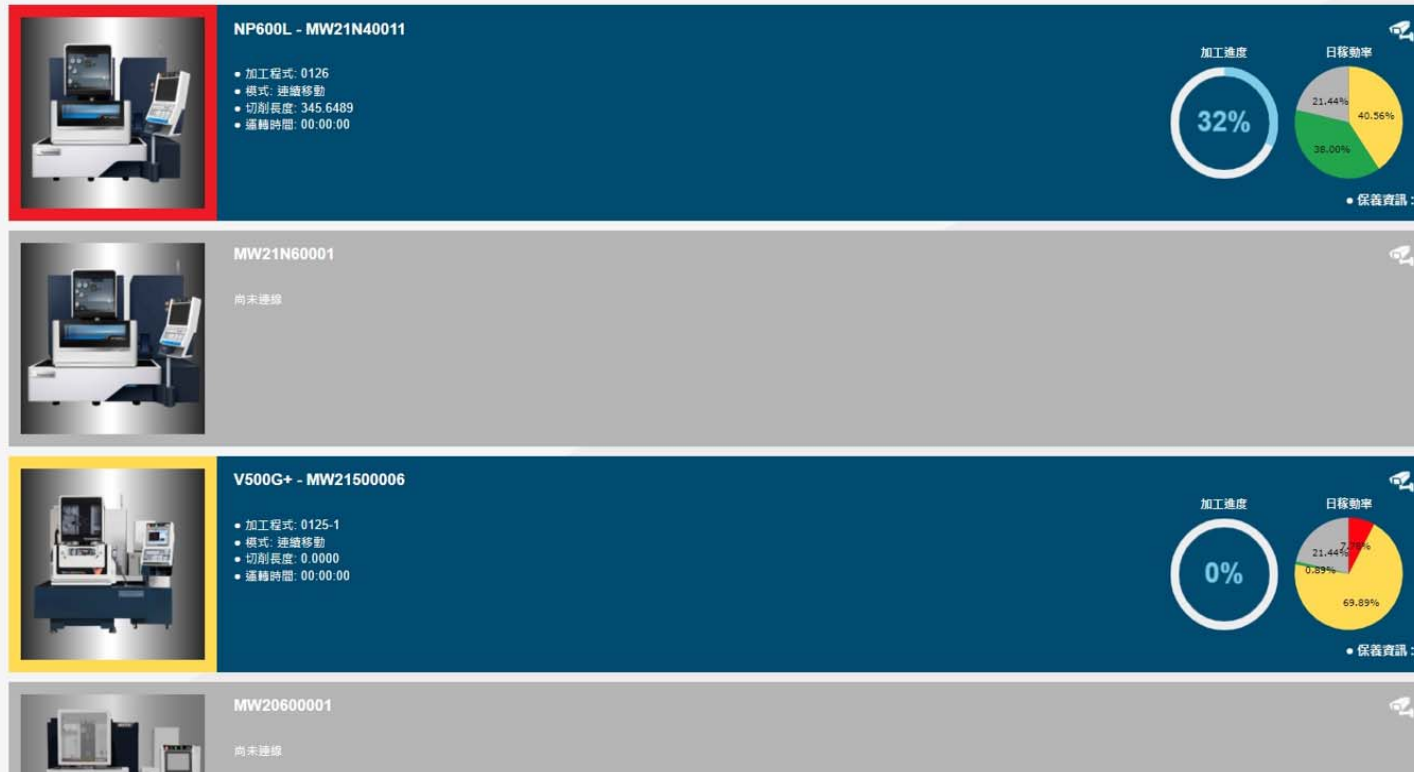 NP600L - MW21N40011
● 加工程式: 0126
● 模式: 連續移動
● 切削長度: 345.6489
● 運轉時間: 00:00:00
加工進度
日稼動率
32%
21.44%
40.56%
38.00%
● 保養資訊 :
MW21N60001
尚未連線
V500G+ - MW21500006
● 加工程式: 0125-1
● 模式: 連續移動
● 切削長度: 0.0000
● 運轉時間: 00:00:00
加工進度
日稼動率
0%
7.78%
21.44%
0.89%
69.89%
● 保養資訊 :
MW20600001
尚未連線